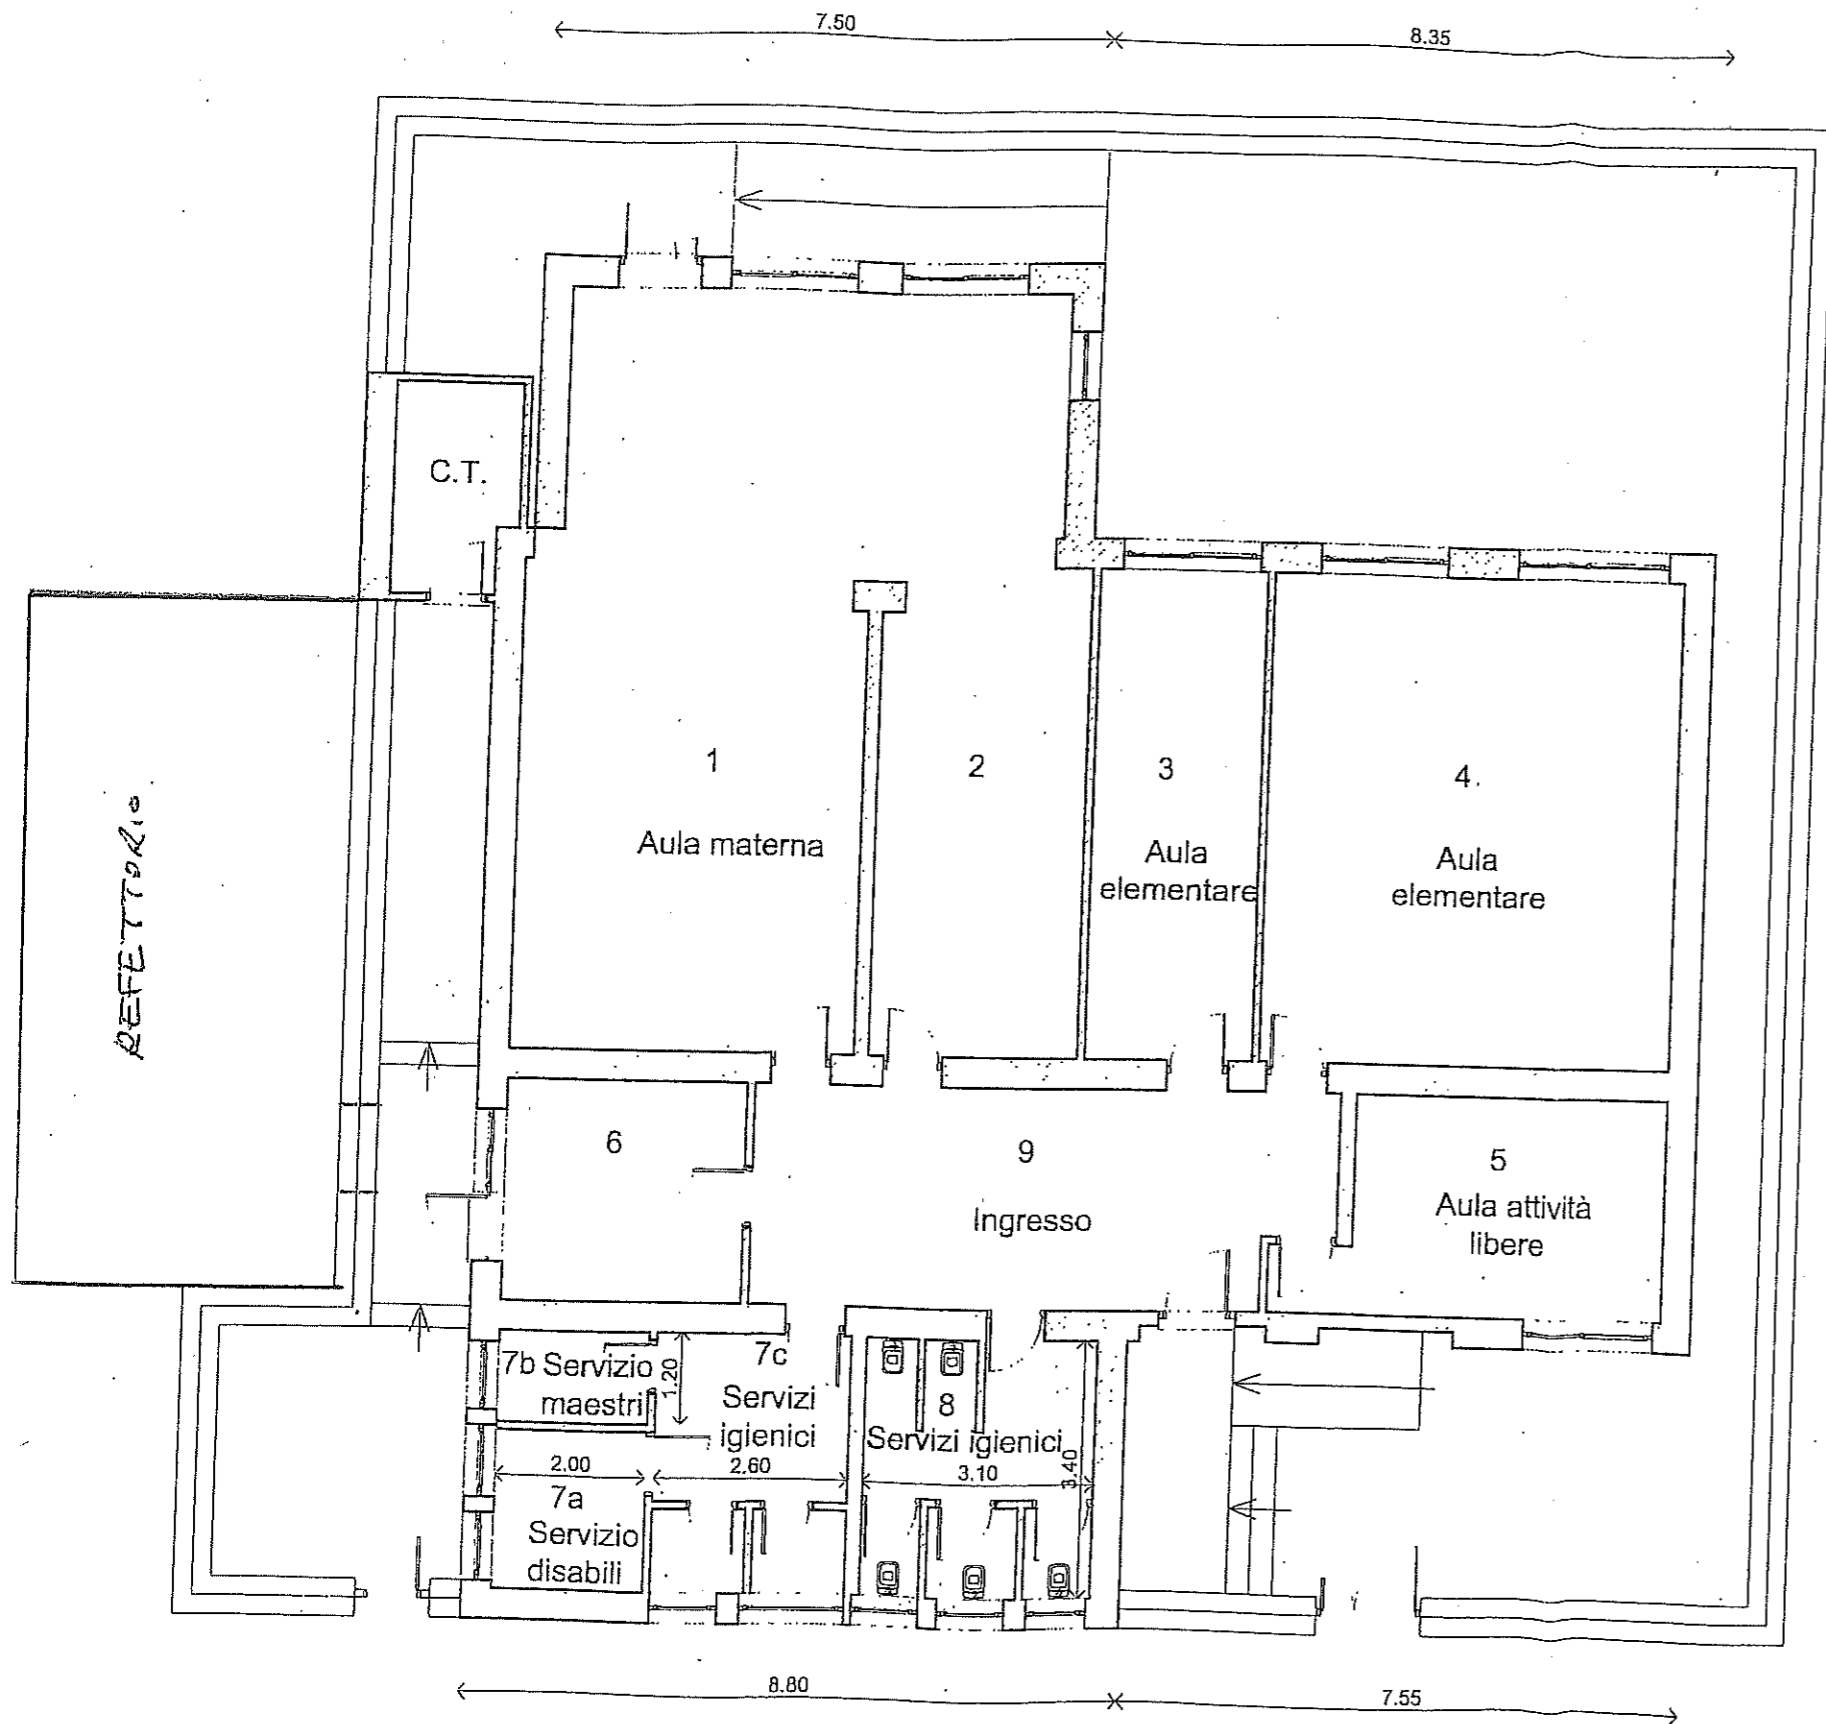 7.50
8.35
C.T.
REFETTORIO
1
Aula materna
2
3
Aula
elementare
4.
Aula
elementare
6
9
Ingresso
5
Aula attività
libere
7b Servizio
maestri
1.20
7c
Servizi
igienici
8
Servizi igienici
2.00
2.60
3.10
3.40
7a
Servizio
disabili
8.80
7.55